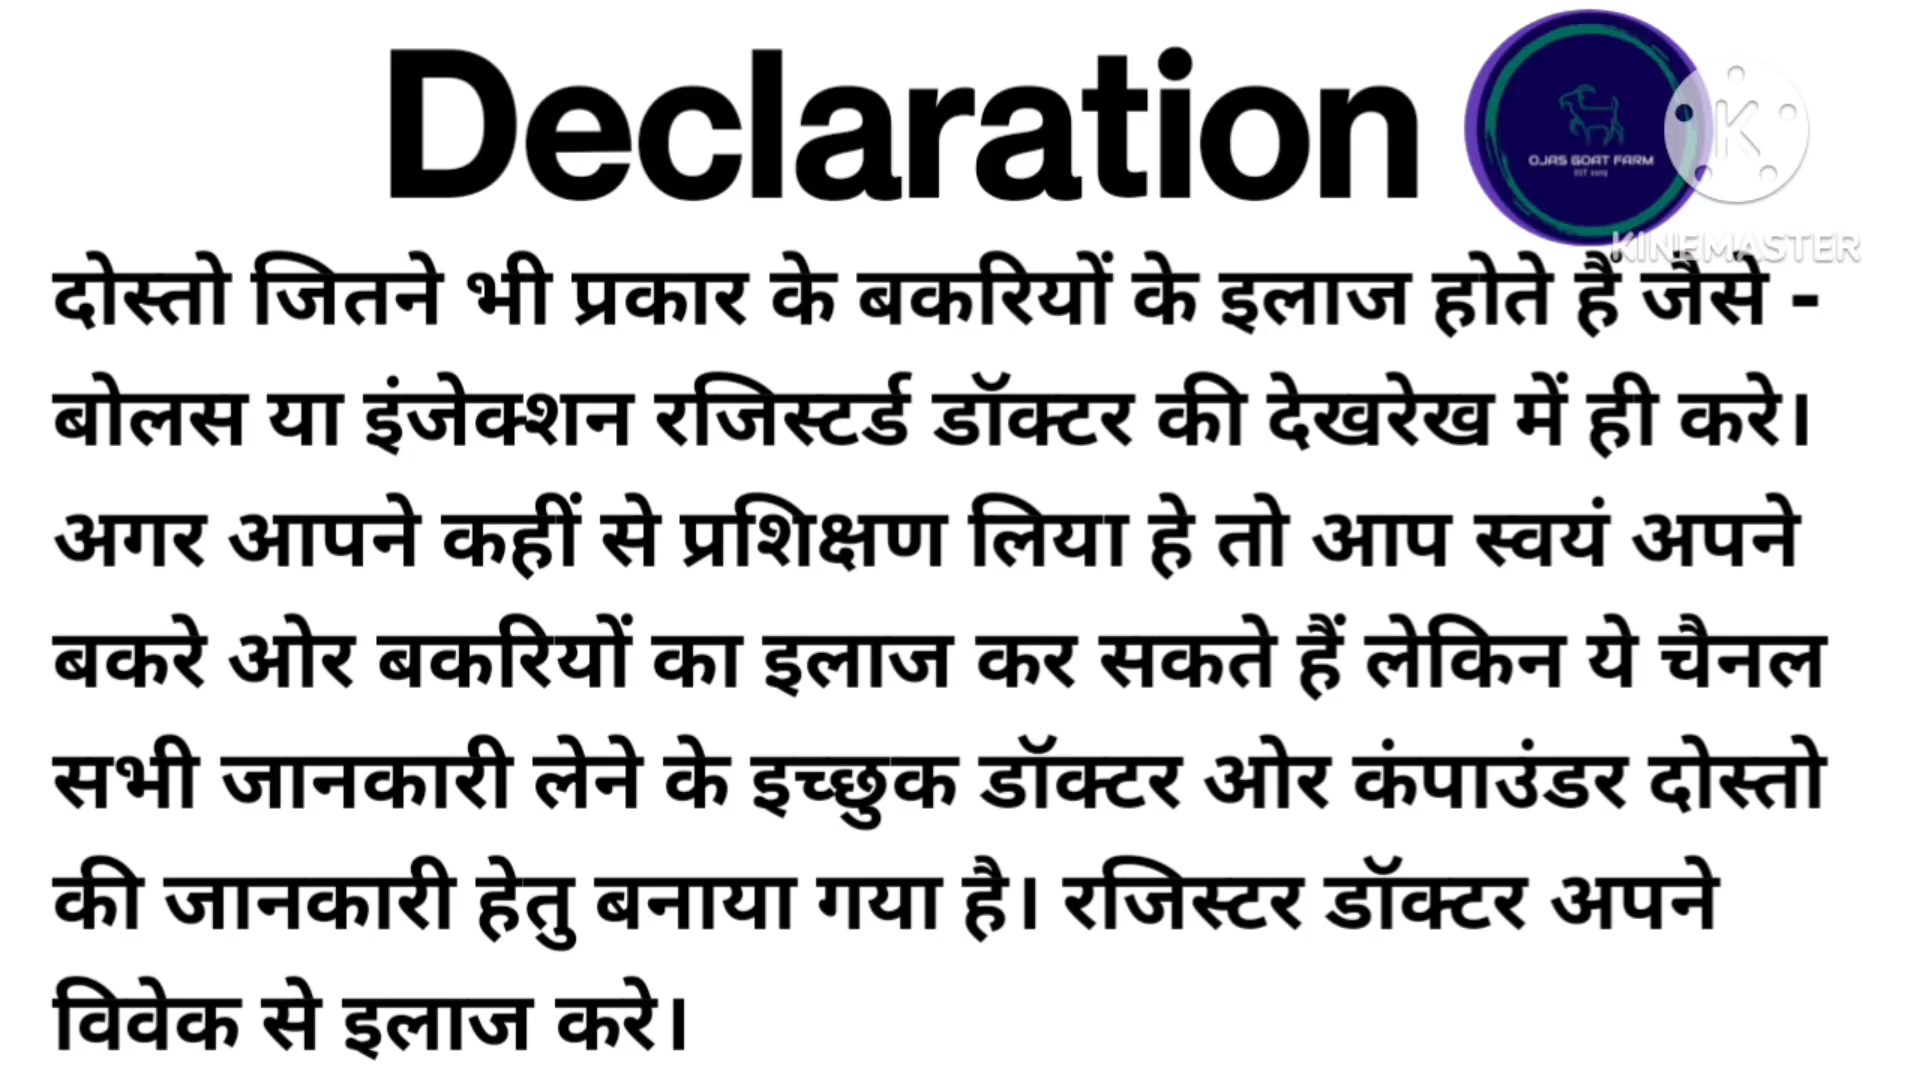 Declaration
OJAS GOAT FARM
KINEMASTER
दोस्तो जितने भी प्रकार के बकरियों के इलाज होते हैं जैसे -
बोलस या इंजेक्शन रजिस्टर्ड डॉक्टर की देखरेख में ही करे।
अगर आपने कहीं से प्रशिक्षण लिया हे तो आप स्वयं अपने
बकरे ओर बकरियों का इलाज कर सकते हैं लेकिन ये चैनल
सभी जानकारी लेने के इच्छुक डॉक्टर ओर कंपाउंडर दोस्तो
की जानकारी हेतु बनाया गया है। रजिस्टर डॉक्टर अपने
विवेक से इलाज करे।